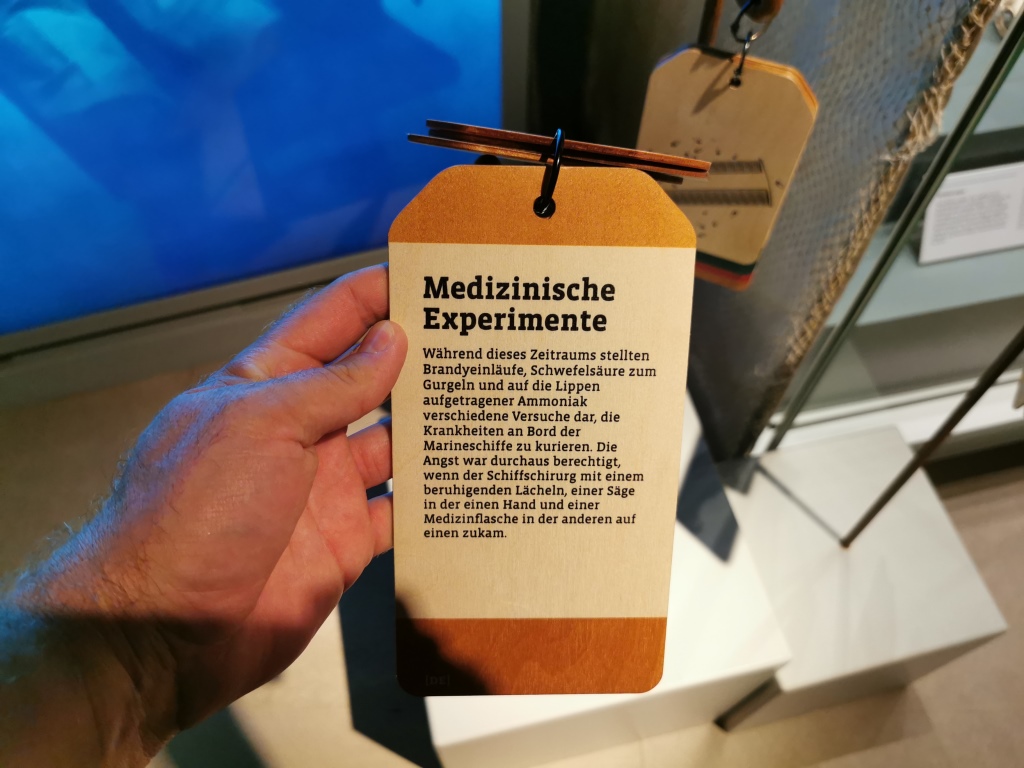 Medizinische
Experimente
Während dieses Zeitraums stellten
Brandyeinläufe, Schwefelsäure zum
Gurgeln und auf die Lippen
aufgetragener Ammoniak
verschiedene Versuche dar, die
Krankheiten an Bord der
Marineschiffe zu kurieren. Die
Angst war durchaus berechtigt,
wenn der Schiffschirurg mit einem
beruhigenden Lächeln, einer Säge
in der einen Hand und einer
Medizinflasche in der anderen auf
einen zukam.